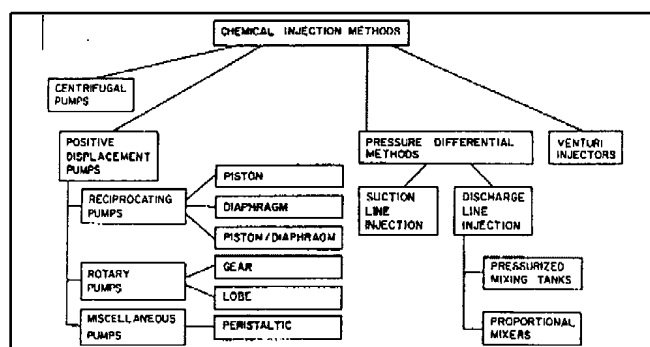 CHEMICAL INJECTION METHODS
CENTRIFUGAL
PUMPS
POSITIVE
DISPLACEMENT
PUMPS
PRESSURE DIFFERENTIAL
METHODS
VENTURI
INJECTORS
RECIPROCATING
PUMPS
PISTON
DIAPHRAGM
PISTON/DIAPHRAGM
SUCTION
LINE
INJECTION
DISCHARGE
LINE
INJECTION
ROTARY
PUMPS
GEAR
LOBE
PRESSURIZED
MIXING TANKS
MISCELLANEOUS
PUMPS
PERISTALTIC
PROPORTIONAL
MIXERS